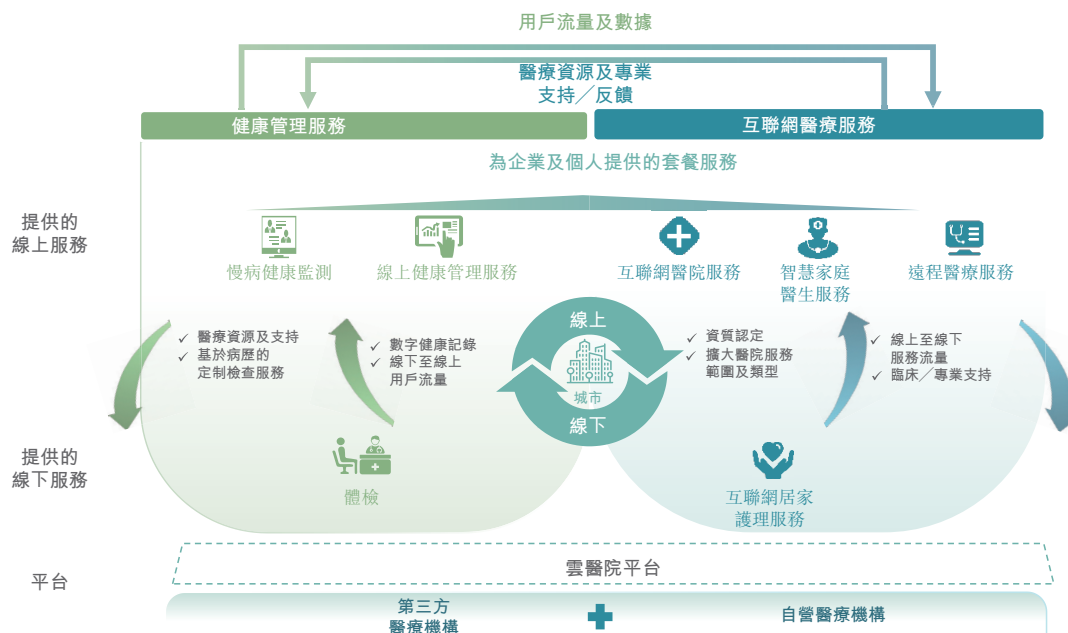 用戶流量及數據
醫療資源及專業
支持／反饋
健康管理服務
互聯網醫療服務
為企業及個人提供的套餐服務
提供的
線上服務
慢病健康監測
線上健康管理服務
互聯網醫院服務
智慧家庭
醫生服務
遠程醫療服務
✓ 醫療資源及支持
✓ 基於病歷的
定制檢查服務
✓ 數字健康記錄
✓ 線下至線上
用戶流量
線上
城市
線下
✓ 資質認定
✓ 擴大醫院服務
範圍及類型
✓ 線上至線下
服務流量
✓ 臨床／專業支持
提供的
線下服務
體檢
互聯網居家
護理服務
平台
雲醫院平台
第三方
醫療機構
自營醫療機構